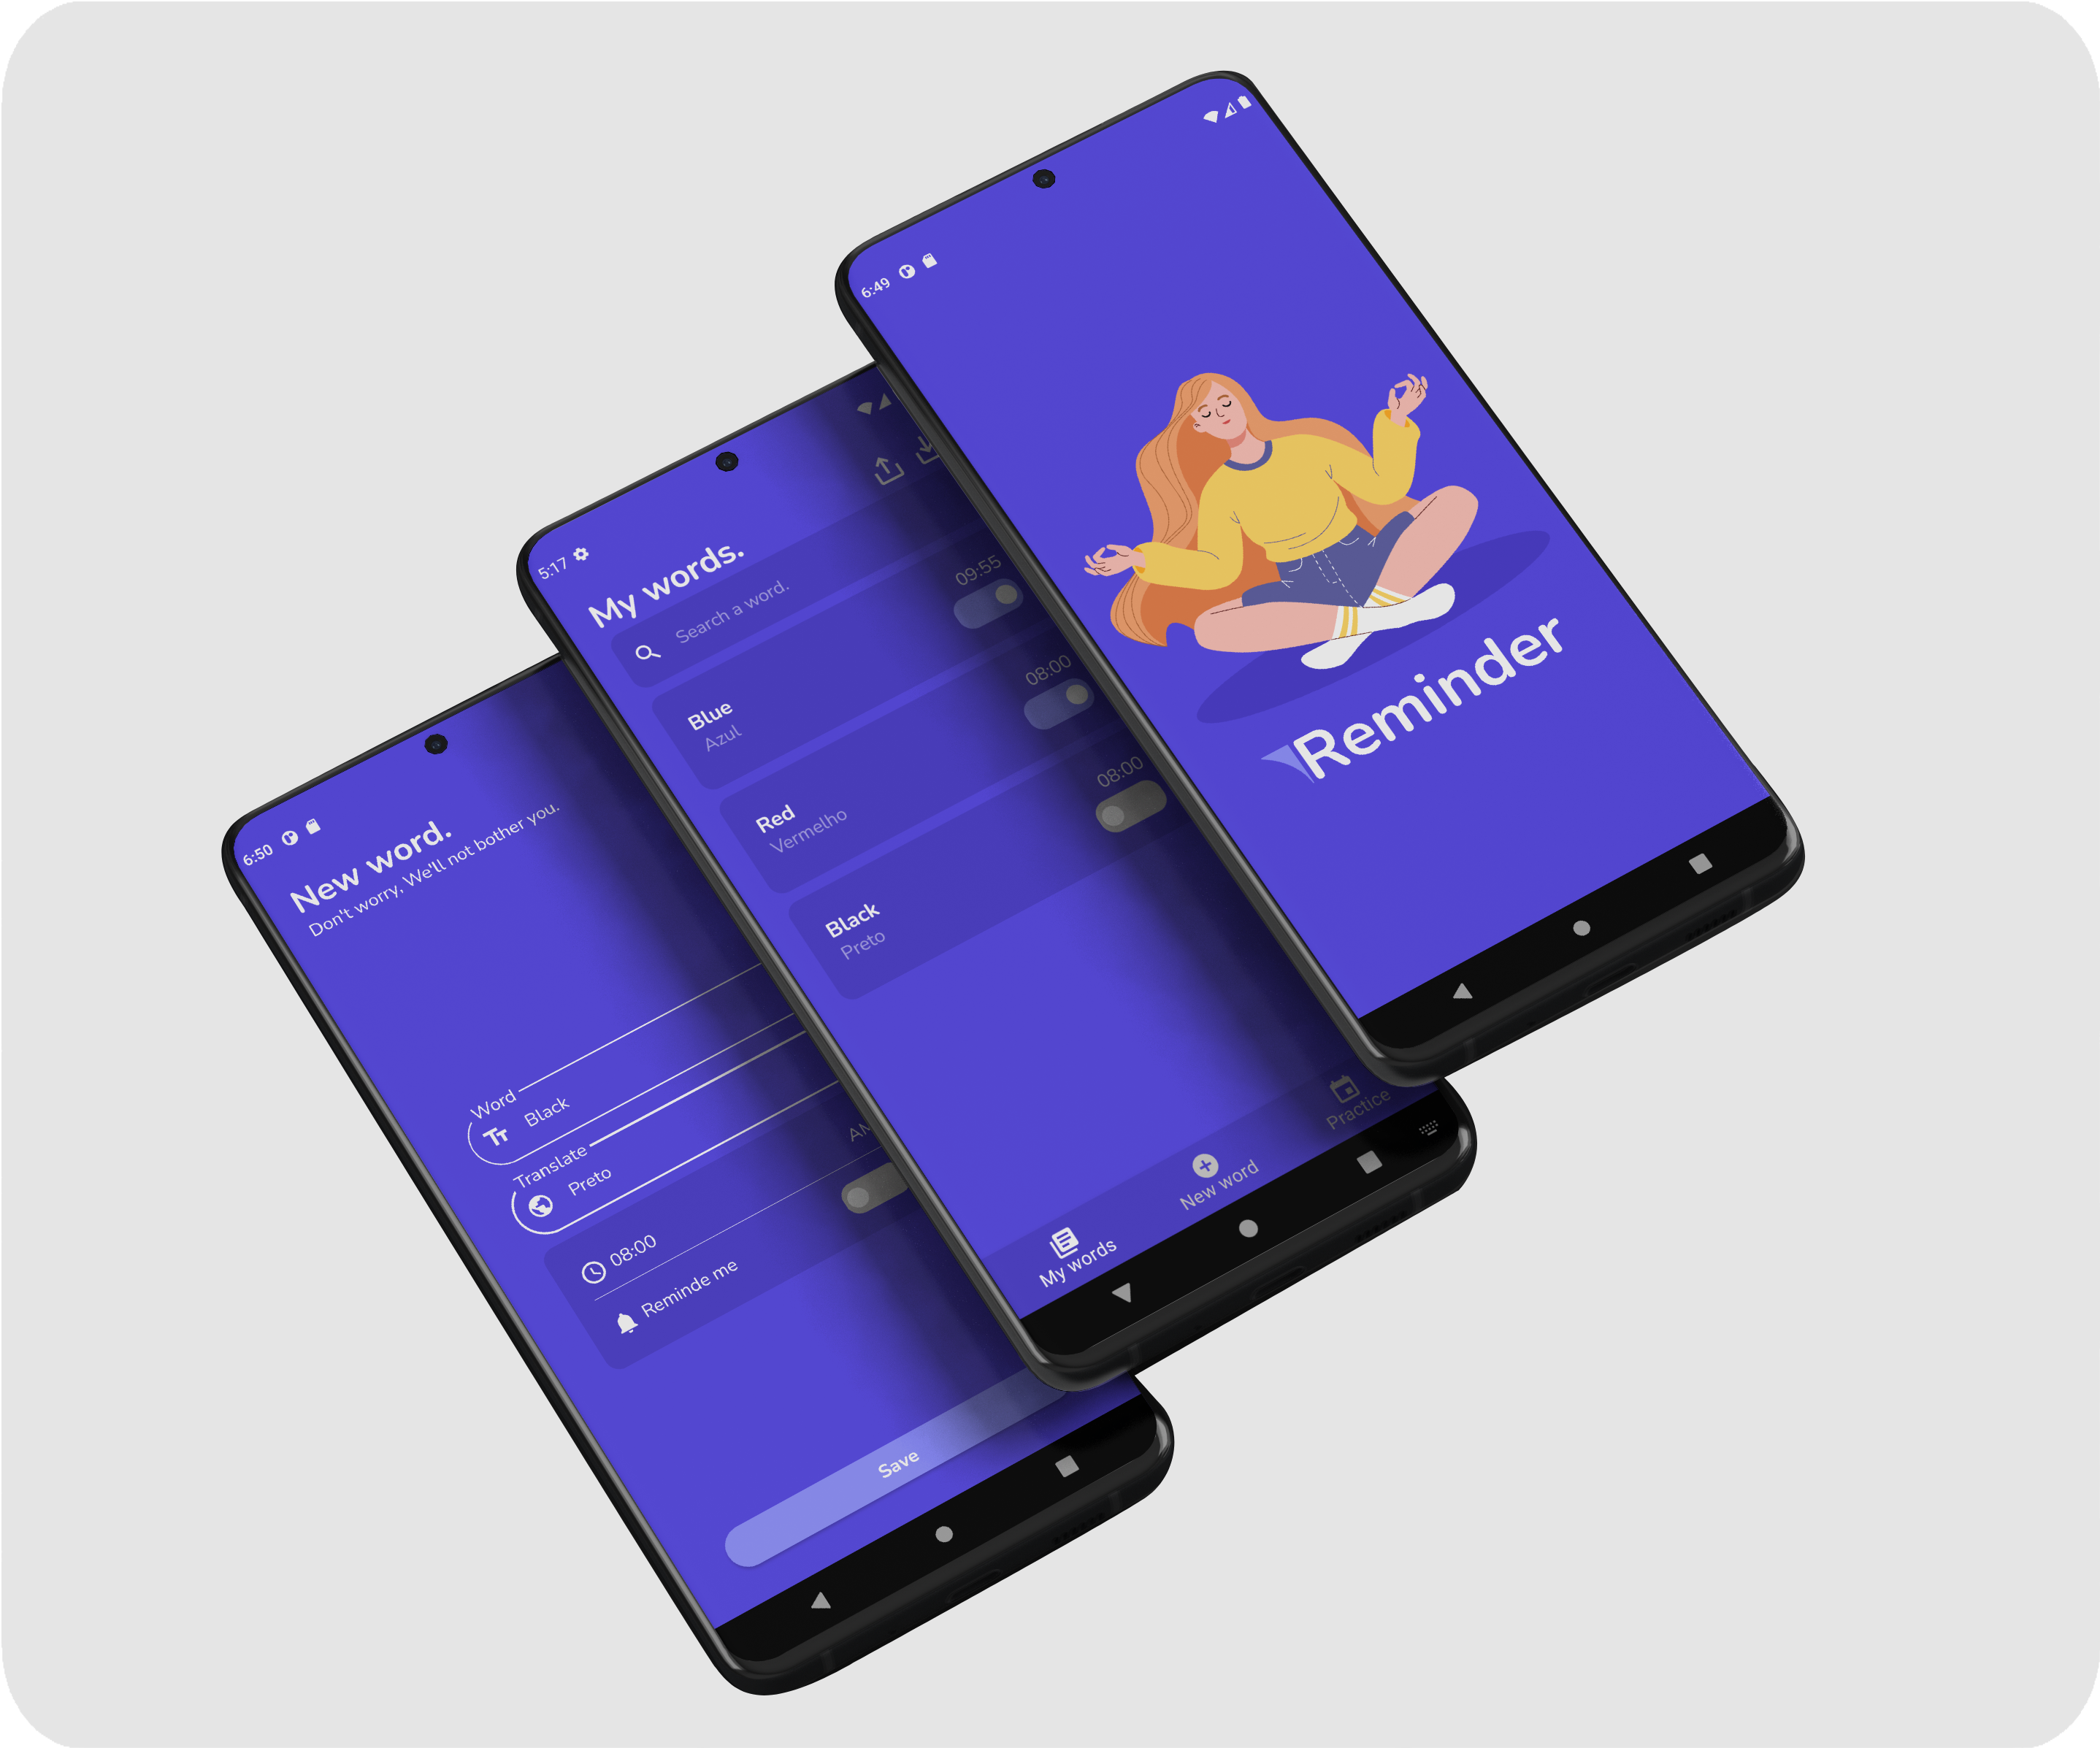 6:50
New word.
Don't worry, We'll not bother you.
Word
Black
Translate
Preto
08:00
Reminde me
Save
5:17
My words.
Search a word.
Blue
Azul
09:55
Red
Vermelho
08:00
Black
Preto
08:00
My words
New word
Practice
6:49
Reminder